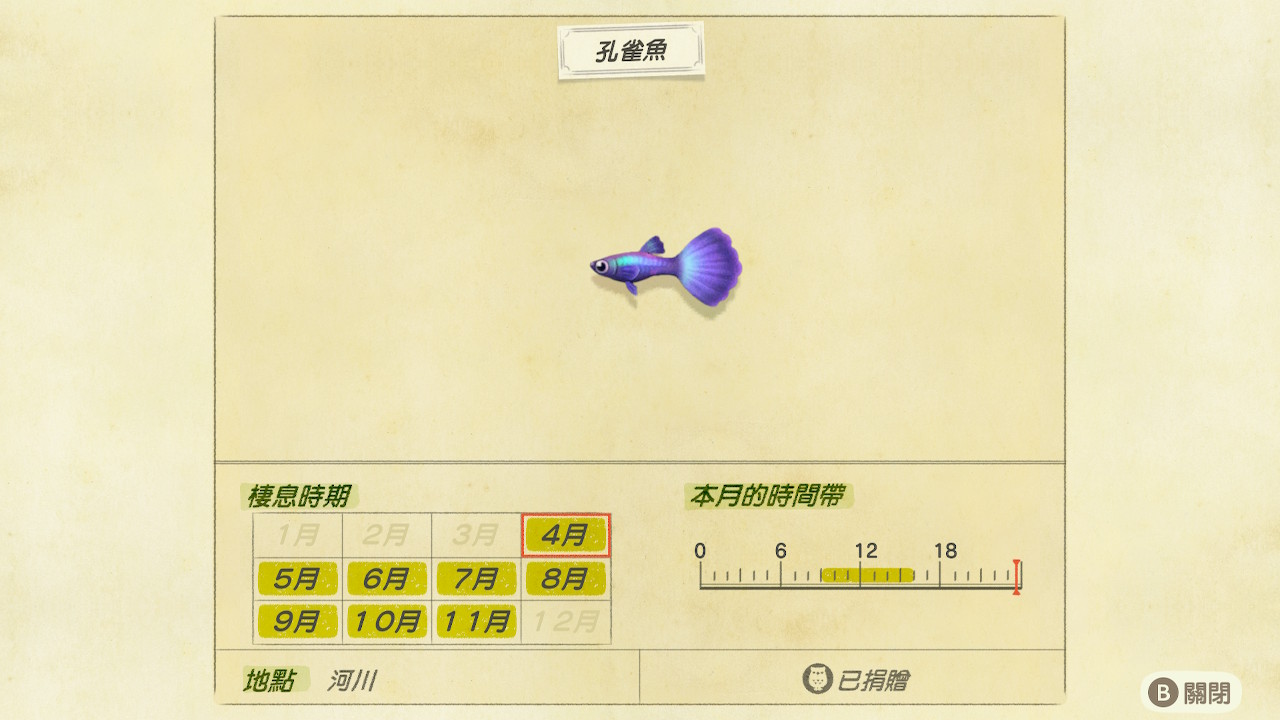 孔雀魚
棲息時期
1月 2月 3月 4月
5月 6月 7月 8月
9月 10月 11月 12月
本月的時間帶
0 6 12 18
地點 河川
已捐贈
B 關閉